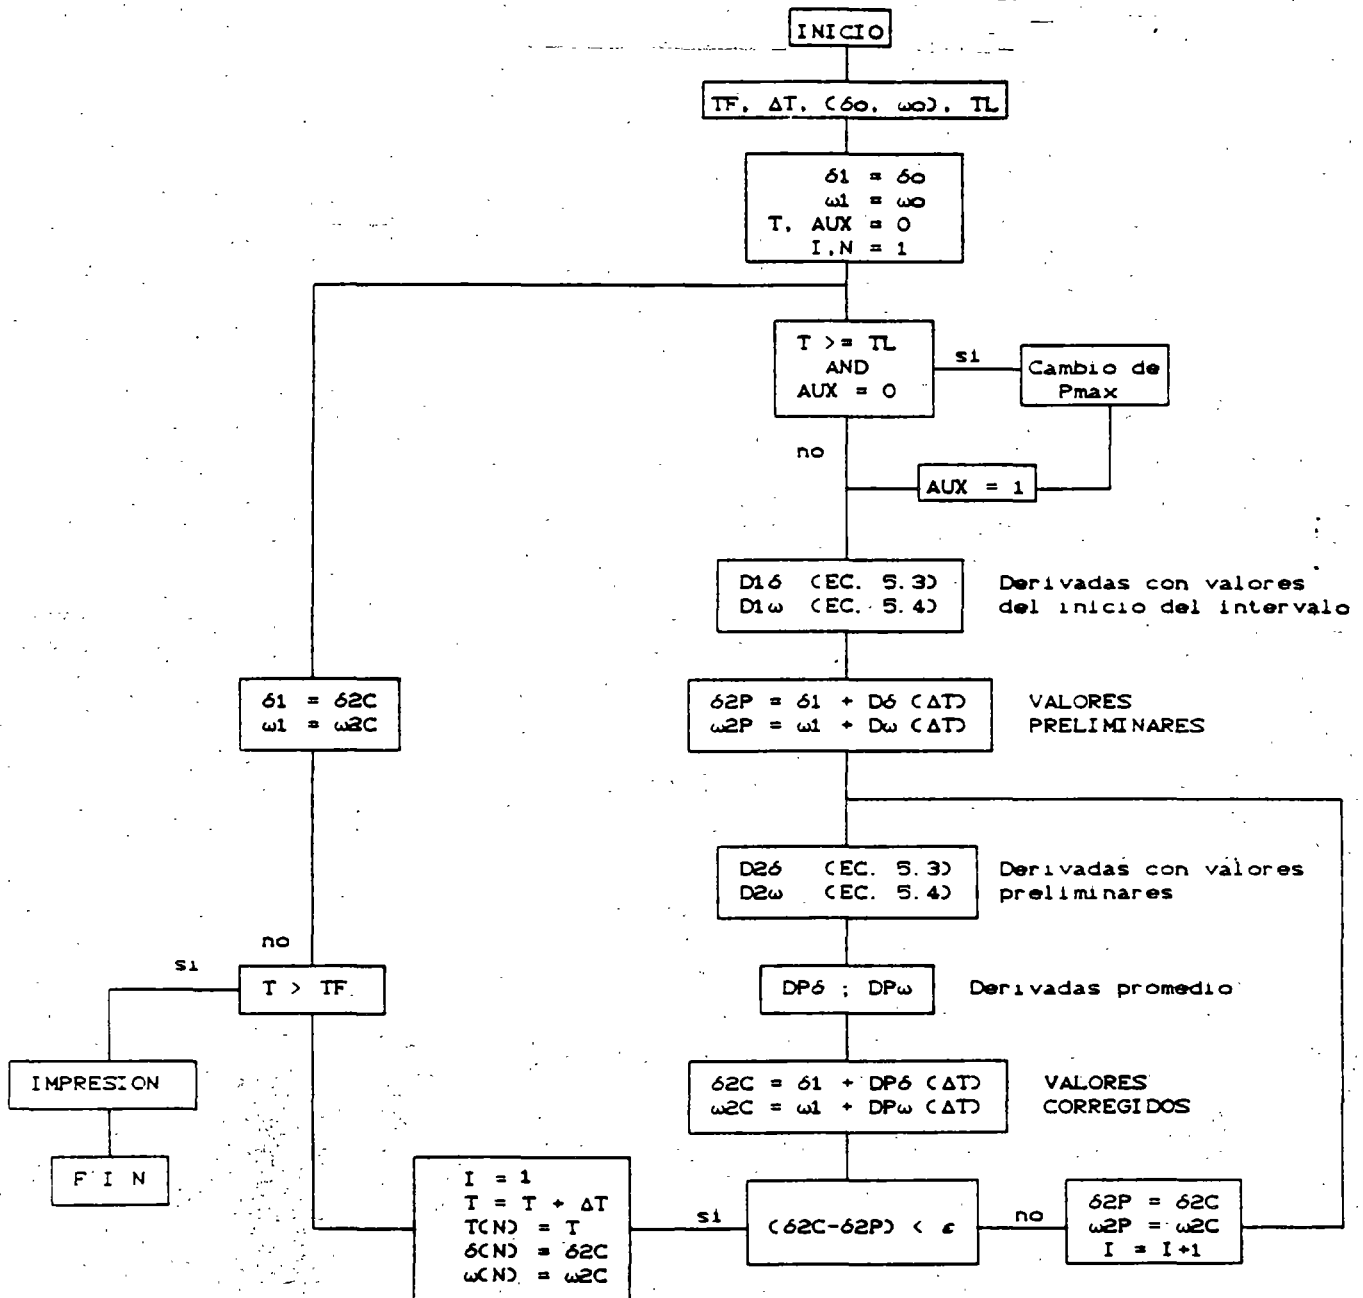 INICIO
TF, ΔT, (δo, ωo), TL
δ1 = δo
ω1 = ωo
T, AUX = 0
I,N = 1
T >= TL
AND
AUX = 0
si
Cambio de
Pmax
no
AUX = 1
D1δ (EC. 5.3)
D1ω (EC. 5.4)
Derivadas con valores
del inicio del intervalo
δ1 = δ2C
ω1 = ω2C
δ2P = δ1 + Dδ (ΔT)
ω2P = ω1 + Dω (ΔT)
VALORES
PRELIMINARES
D2δ (EC. 5.3)
D2ω (EC. 5.4)
Derivadas con valores
preliminares
no
si
T > TF
DPδ ; DPω
Derivadas promedio
IMPRESION
δ2C = δ1 + DPδ (ΔT)
ω2C = ω1 + DPω (ΔT)
VALORES
CORREGIDOS
F I N
I = 1
T = T + ΔT
T(N) = T
δ(N) = δ2C
ω(N) = ω2C
si
(δ2C-δ2P) < ε
no
δ2P = δ2C
ω2P = ω2C
I = I+1